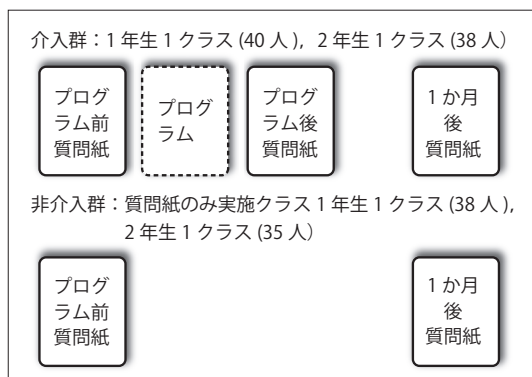 介入群：1 年生 1 クラス (40 人 )，2 年生 1 クラス (38 人）
プログ
ラム前
質問紙
プログ
ラム
プログ
ラム後
質問紙
1 か月
後
質問紙
非介入群：質問紙のみ実施クラス 1 年生 1 クラス (38 人 )，
2 年生 1 クラス (35 人）
プログ
ラム前
質問紙
1 か月
後
質問紙